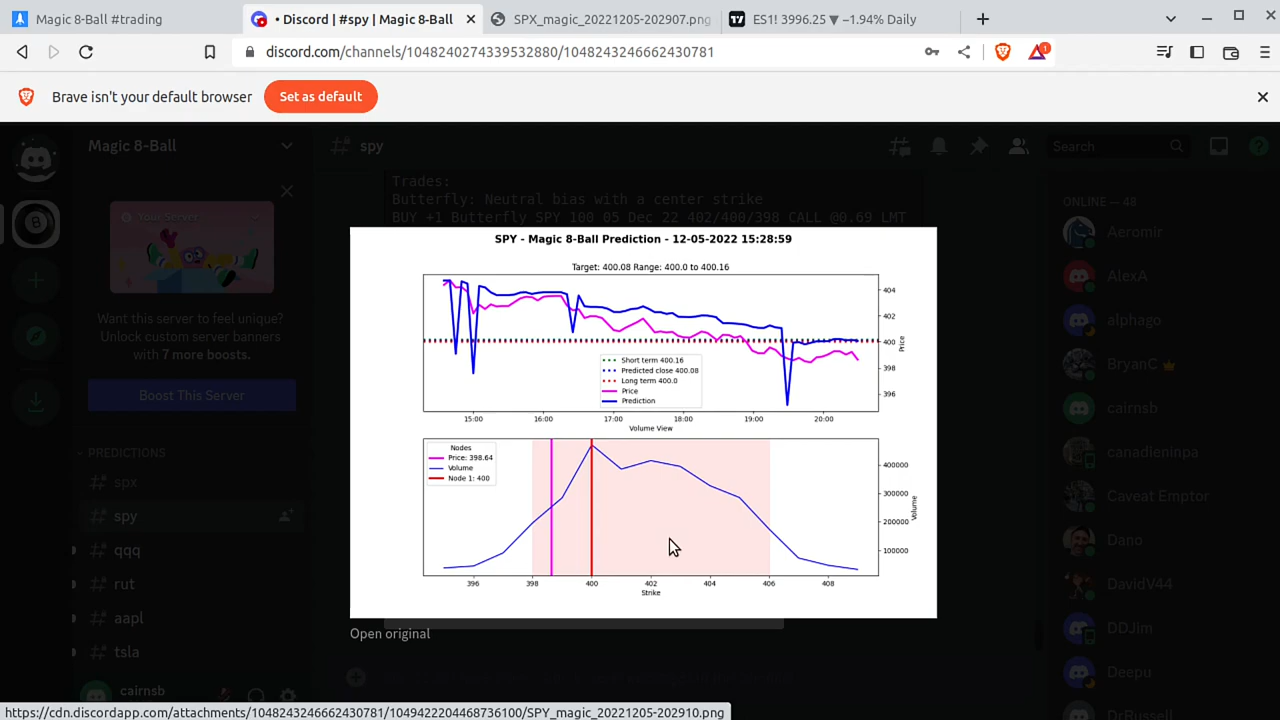 Magic 8-Ball #trading
• Discord | #spy | Magic 8-Ball
SPX_magic_20221205-202907.png
ES1! 3996.25 ▼ −1.94% Daily
discord.com/channels/1048240274339532880/1048243246662430781
1
Brave isn't your default browser
Set as default
Magic 8-Ball
spy
Search
?
Your Server
Want this server to feel unique?
Unlock custom server banners
with 7 more boosts.
Boost This Server
PREDICTIONS
spx
spy
qqq
rut
aapl
tsla
cairnsb
Trades:
Butterfly: Neutral bias with a center strike
BUY +1 Butterfly SPY 100 05 Dec 22 402/400/398 CALL @0.69 LMT
SPY - Magic 8-Ball Prediction - 12-05-2022 15:28:59
Target: 400.08 Range: 400.0 to 400.16
404
402
400
398
396
Price
Short term 400.16
Predicted close 400.08
Long term 400.0
Price
Prediction
15:00
16:00
17:00
18:00
19:00
20:00
Volume View
Nodes
Price: 398.64
Volume
Node 1: 400
400000
300000
200000
100000
Volume
396
398
400
402
404
406
408
Strike
Open original
ONLINE — 48
Aeromir
AlexA
alphago
BryanC
cairnsb
canadieninpa
Caveat Emptor
Dano
DavidV44
DDJim
Deepu
DrRussell
https://cdn.discordapp.com/attachments/1048243246662430781/1049422204468736100/SPY_magic_20221205-202910.png